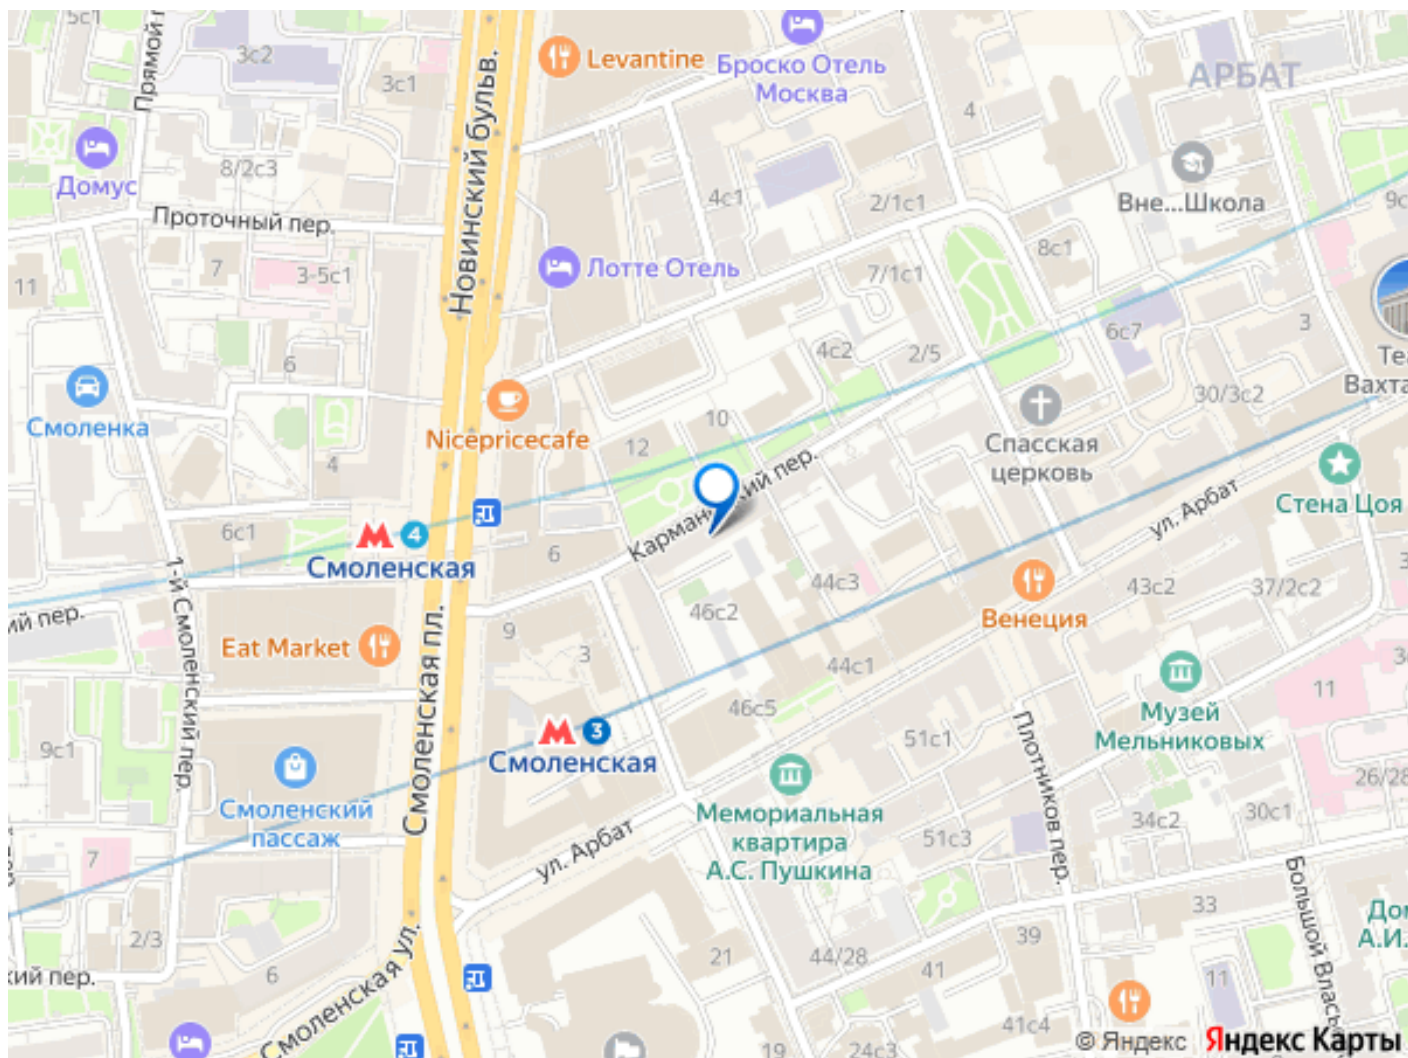 5с1
Прямой п
3с2
3с1
Новинский бульв.
Levantine
Броско Отель
Москва
АРБАТ
4
Домус
8/2с3
4с1
2/1с1
Вне...Школа
9с
Проточный пер.
7
3-5с1
11
Лотте Отель
7/1с1
8с1
6с7
3
6
4с2
2/5
Теа
Вахта
30/3с2
Смоленка
Nicepricecafe
12
10
4
Спасская
церковь
Стена Цоя
ул. Арбат
Карманицкий пер.
6с1
4
Смоленская
6
1-й Смоленский пер.
ий пер.
44с3
46с2
43с2
37/2с2
Венеция
Eat Market
9
3
44с1
Смоленская пл.
46с5
11
Музей
Мельниковых
9с1
3
Смоленская
51с1
Плотников пер.
26/28
Смоленский
пассаж
Мемориальная
квартира
А.С. Пушкина
30с1
34с2
51с3
7
ул. Арбат
Большой Влась
33
До
А.И.
2/3
6
кий пер.
Смоленская ул.
21
44/28
39
41
11
41с4
19
24с3
© Яндекс Яндекс Карты